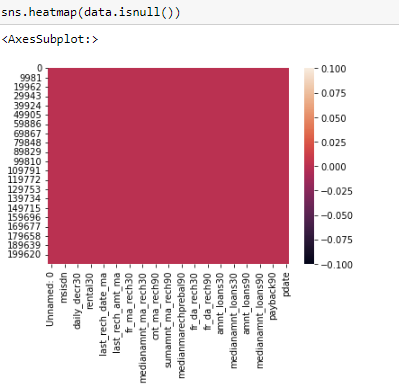 sns.heatmap(data.isnull())
<AxesSubplot:>
0
9981
19962
29943
39924
49905
59886
69867
79848
89829
99810
109791
119772
129753
139734
149715
159696
169677
179658
189639
199620
0.100
0.075
0.050
0.025
0.000
−0.025
−0.050
−0.075
−0.100
Unnamed: 0
msisdn
daily_decr30
rental30
last_rech_date_ma
last_rech_amt_ma
fr_ma_rech30
medianamnt_ma_rech30
cnt_ma_rech90
sumamnt_ma_rech90
medianmarechprebal90
fr_da_rech30
fr_da_rech90
amnt_loans30
medianamnt_loans30
amnt_loans90
medianamnt_loans90
payback90
pdate